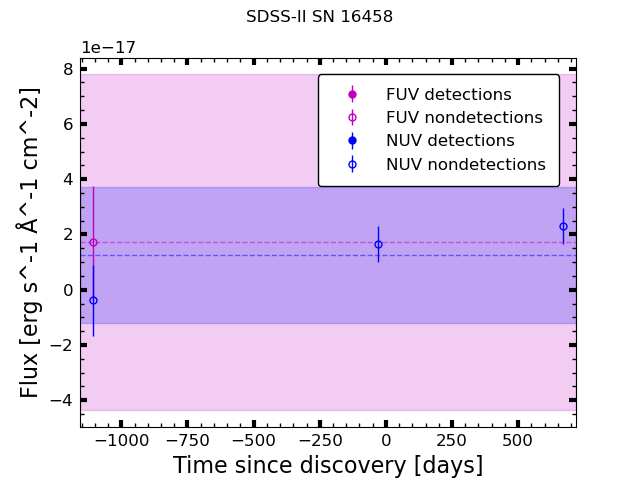 SDSS-II SN 16458
1e−17
FUV detections
FUV nondetections
NUV detections
NUV nondetections
8
6
4
2
0
−2
−4
Flux [erg s^-1 Å^-1 cm^-2]
−1000 −750 −500 −250 0 250 500
Time since discovery [days]